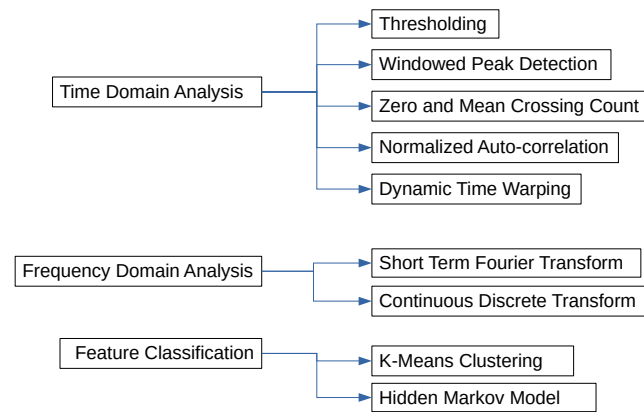 Thresholding
Windowed Peak Detection
Time Domain Analysis
Zero and Mean Crossing Count
Normalized Auto-correlation
Dynamic Time Warping
Frequency Domain Analysis
Short Term Fourier Transform
Continuous Discrete Transform
Feature Classification
K-Means Clustering
Hidden Markov Model